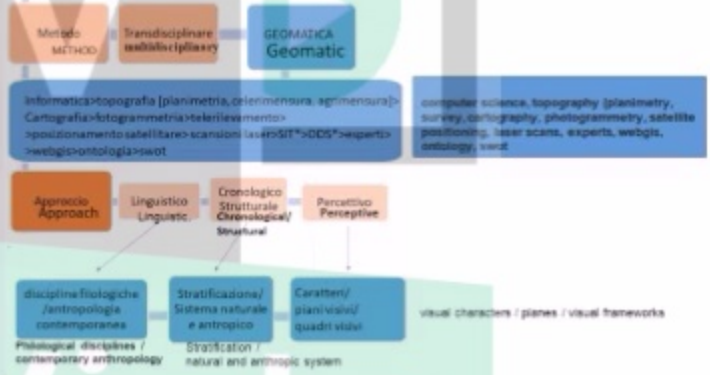 Metodo
METHOD
Transdisciplinare
multidisciplinary
GEOMATICA
Geomatic
Informatica>topografia [planimetria, celerimensura, agrimensura]>
Cartografia>fotogrammetria>telerilevamento>
>posizionamento satellitare>scansioni laser>SIT*>DDS*>esperti>
>webgis>ontologia>swot
computer science, topography (planimetry,
survey, cartography, photogrammetry, satellite
positioning, laser scans, experts, webgis,
ontology, swot
Approccio
Approach
Linguistico
Linguistic.
Cronologico
Strutturale
Chronological/
Structural
Percettivo
Perceptive
discipline filologiche
/antropologia
contemporanea
Philological disciplines /
contemporary anthropology
Stratificazione/
Sistema naturale
e antropico
Stratification /
natural and anthropic system
Caratteri/
piani visivi/
quadri visivi
visual characters / planes / visual frameworks